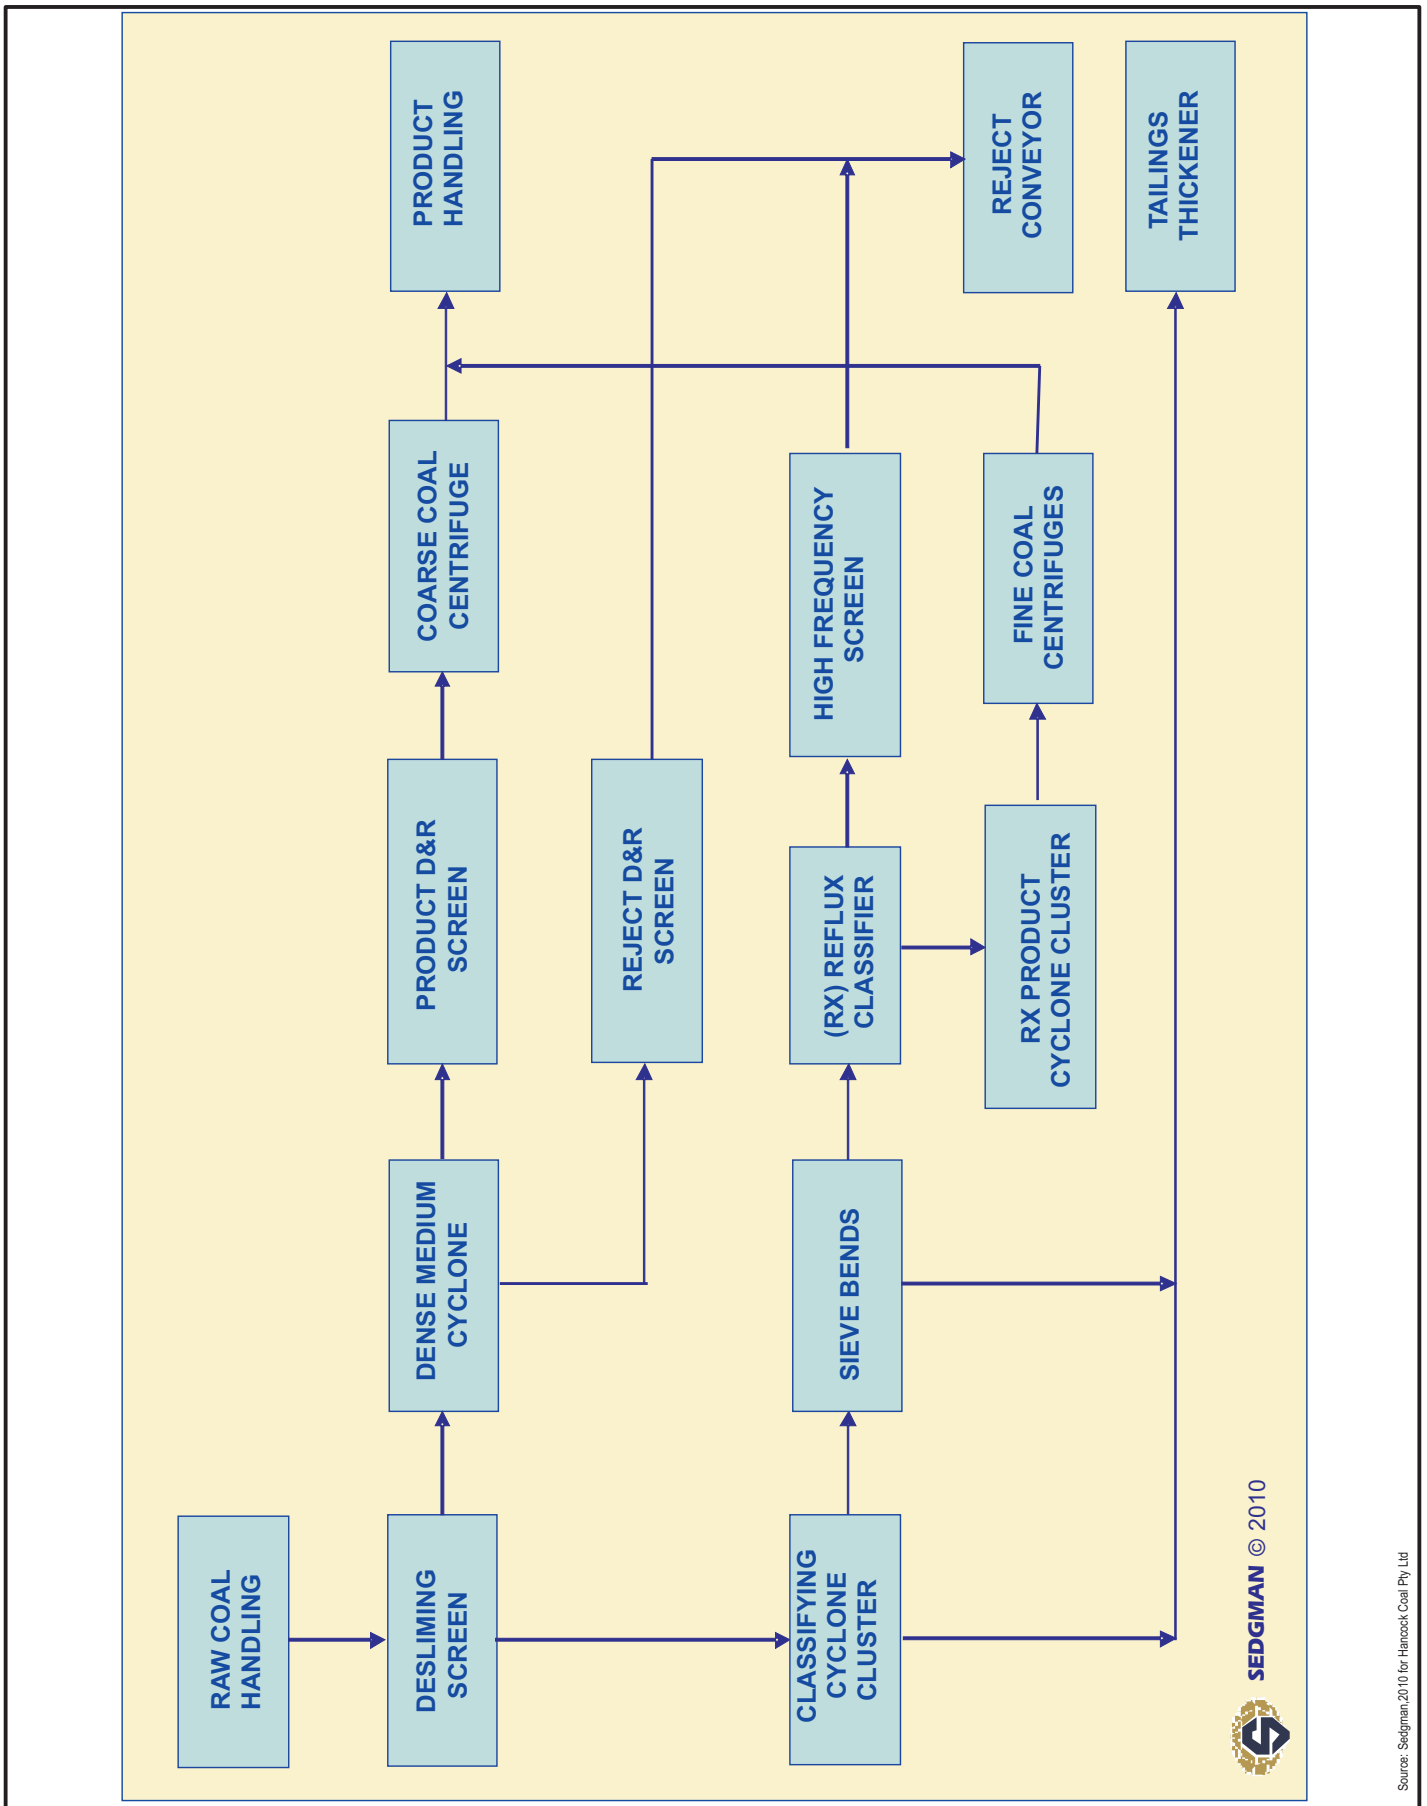 RAW COAL
HANDLING
DESLIMING
SCREEN
DENSE MEDIUM
CYCLONE
PRODUCT D&R
SCREEN
COARSE COAL
CENTRIFUGE
PRODUCT
HANDLING
REJECT D&R
SCREEN
CLASSIFYING
CYCLONE
CLUSTER
SIEVE BENDS
(RX) REFLUX
CLASSIFIER
HIGH FREQUENCY
SCREEN
REJECT
CONVEYOR
RX PRODUCT
CYCLONE CLUSTER
FINE COAL
CENTRIFUGES
TAILINGS
THICKENER
SEDGMAN © 2010
Source: Sedgman,2010 for Hancock Coal Pty Ltd